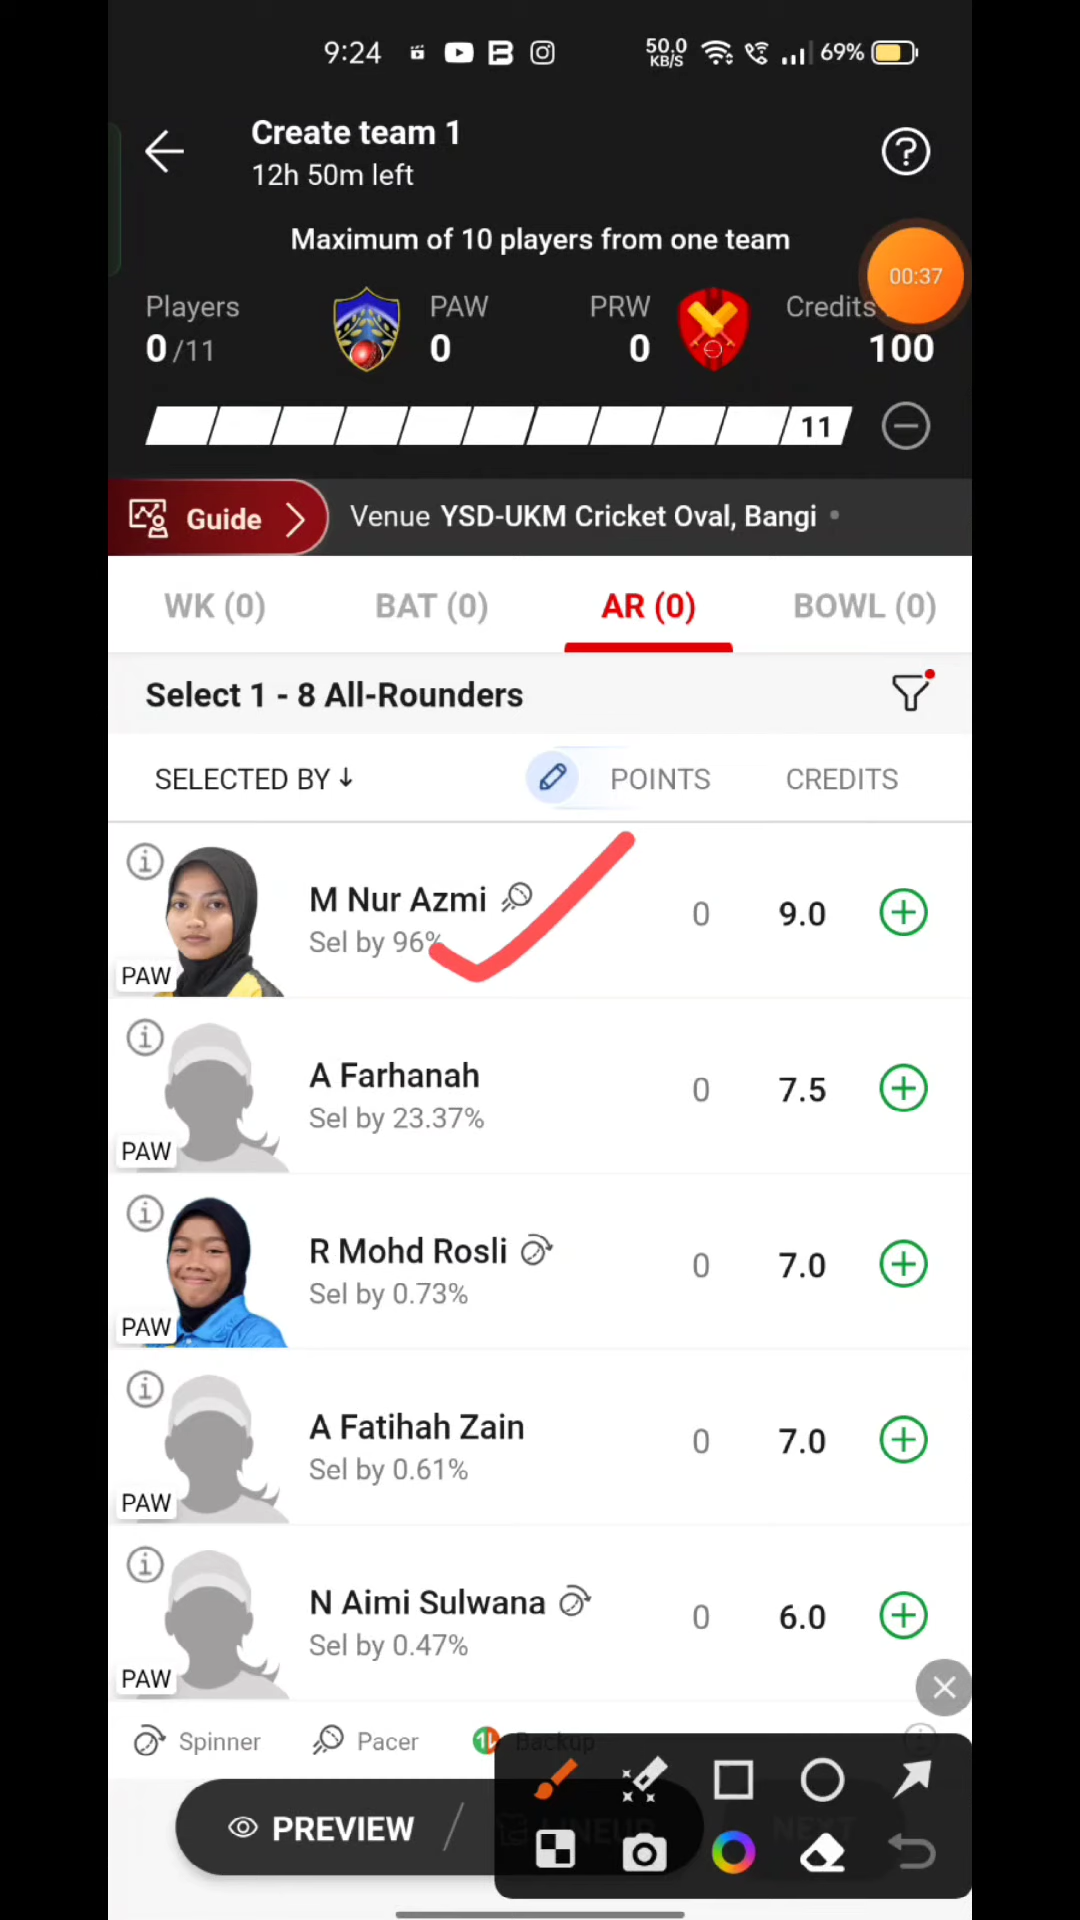 9:24
50.0 KB/S
69%
Create team 1
12h 50m left
Maximum of 10 players from one team
00:37
Players
0/11
PAW
0
PRW
0
Credits
100
11
Guide
Venue YSD-UKM Cricket Oval, Bangi
WK (0) BAT (0) AR (0) BOWL (0)
Select 1 - 8 All-Rounders
SELECTED BY ↓ POINTS CREDITS
M Nur Azmi
Sel by 96%
0 9.0
PAW
A Farhanah
Sel by 23.37%
0 7.5
PAW
R Mohd Rosli
Sel by 0.73%
0 7.0
PAW
A Fatihah Zain
Sel by 0.61%
0 7.0
PAW
N Aimi Sulwana
Sel by 0.47%
0 6.0
PAW
Spinner Pacer Backup
PREVIEW / LINEUP NEXT